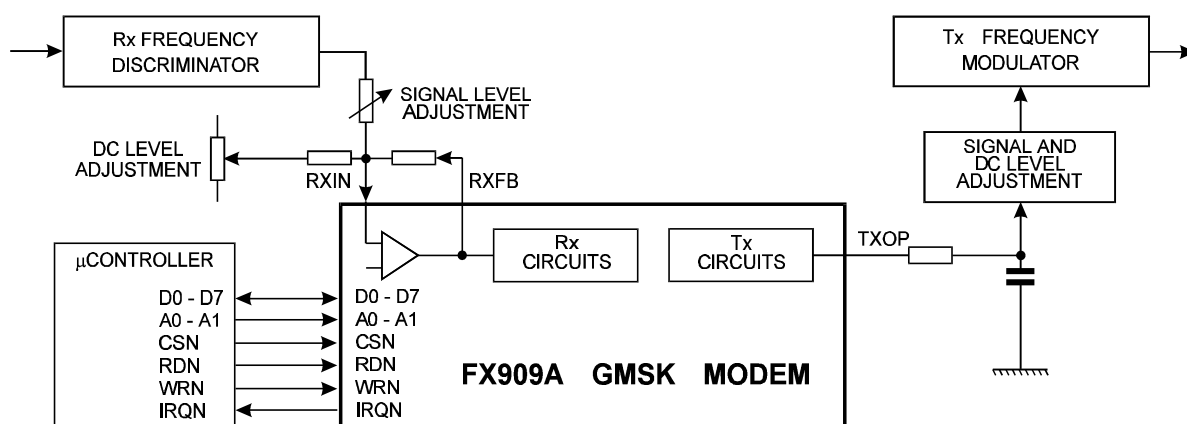 Rx FREQUENCY
DISCRIMINATOR
Tx FREQUENCY
MODULATOR
SIGNAL LEVEL
ADJUSTMENT
DC LEVEL
ADJUSTMENT
RXIN
RXFB
SIGNAL AND
DC LEVEL
ADJUSTMENT
µCONTROLLER
Rx
CIRCUITS
Tx
CIRCUITS
TXOP
D0 - D7
A0 - A1
CSN
RDN
WRN
IRQN
D0 - D7
A0 - A1
CSN
RDN
WRN
IRQN
FX909A GMSK MODEM